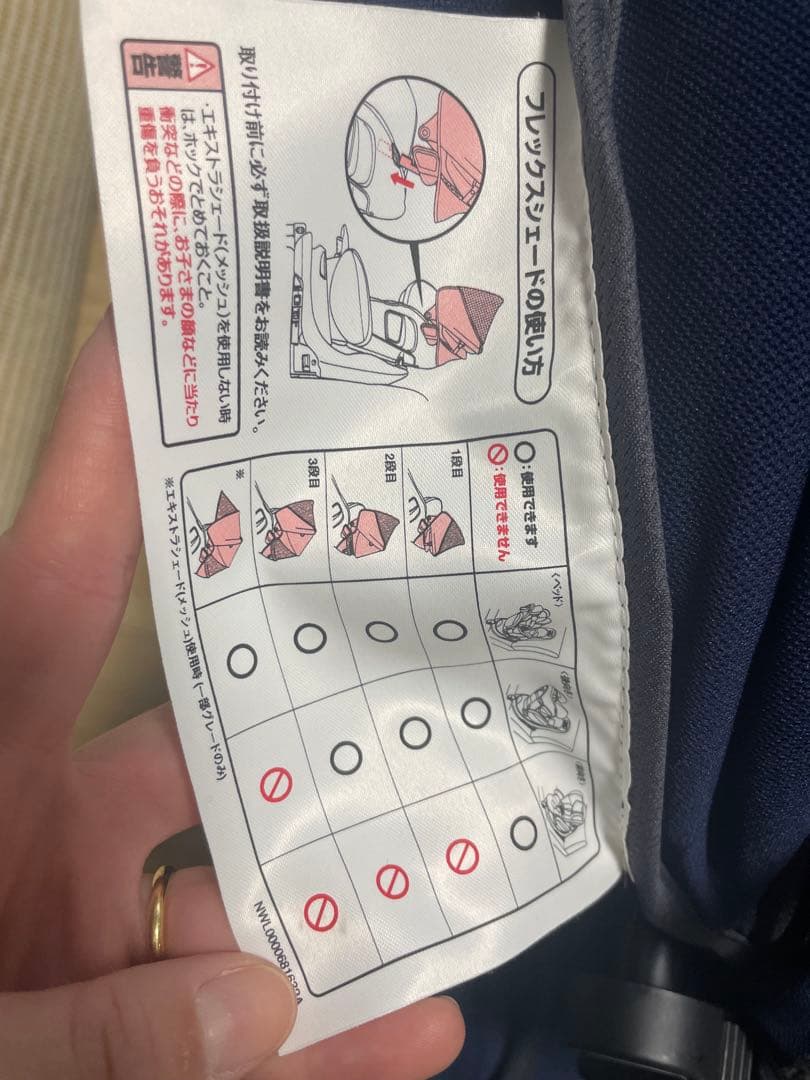 フレックスシェードの使い方
取り付け前に必ず取扱説明書をお読みください。
警告
・エキストラシェード(メッシュ)を使用しない時
は、ホックでとめておくこと。
衝突などの際に、お子さまの顔などに当たり
重傷を負うおそれがあります。
○:使用できます
:使用できません
〈ベッド〉
1段目
2段目
3段目
※
※エキストラシェード(メッシュ)使用時(一部グレードのみ)